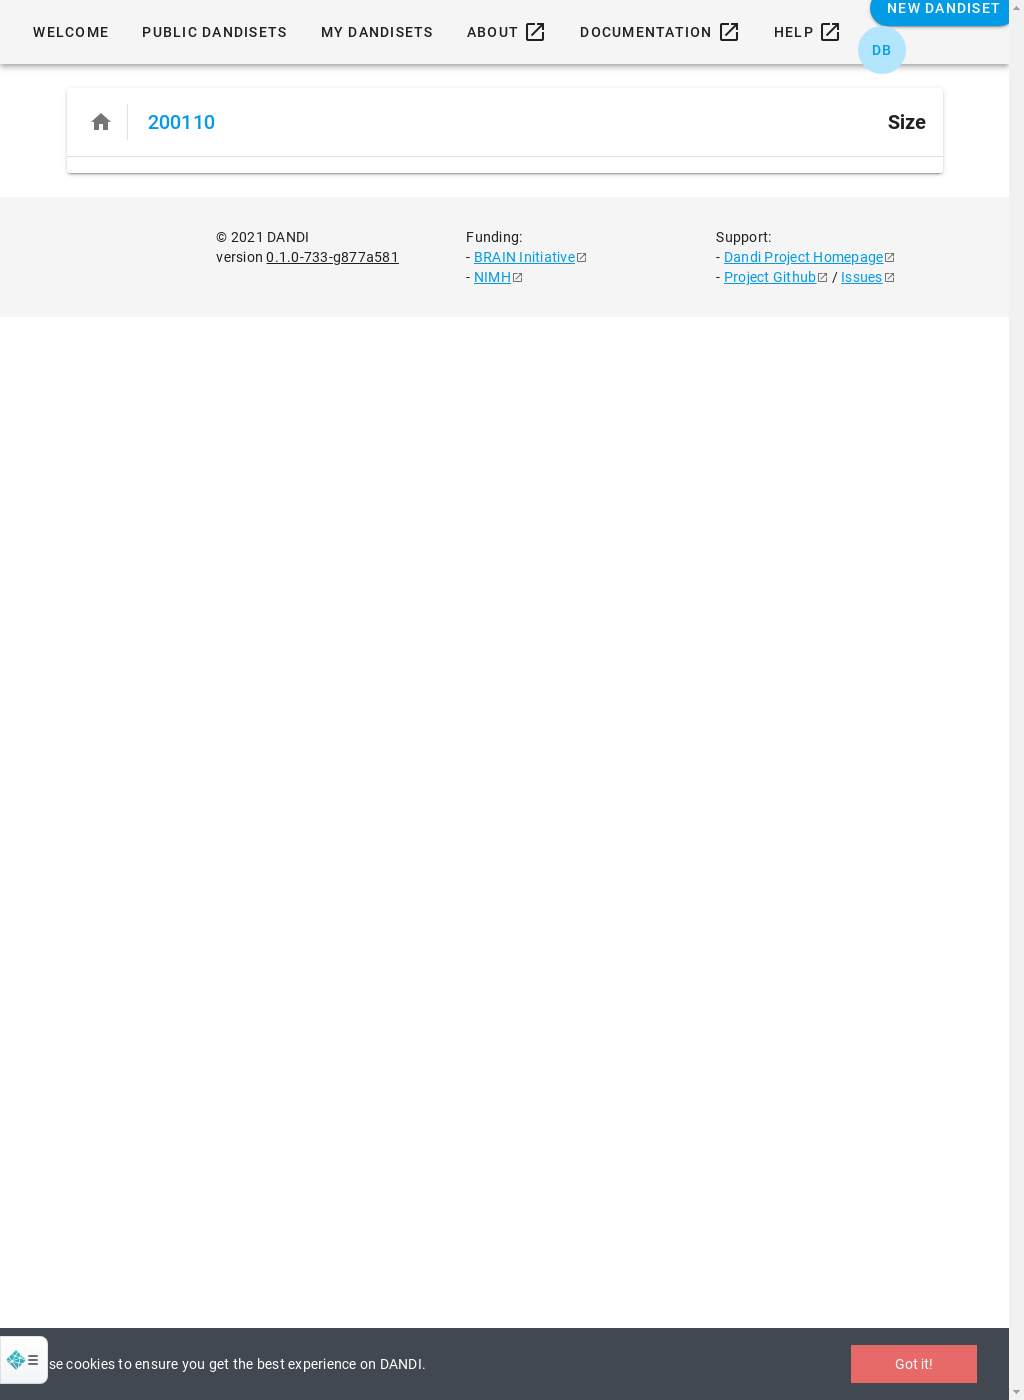 NEW DANDISET
WELCOME PUBLIC DANDISETS MY DANDISETS ABOUT DOCUMENTATION HELP
DB
200110 Size
© 2021 DANDI
version 0.1.0-733-g877a581
Funding:
- BRAIN Initiative
- NIMH
Support:
- Dandi Project Homepage
- Project Github / Issues
se cookies to ensure you get the best experience on DANDI.
Got it!